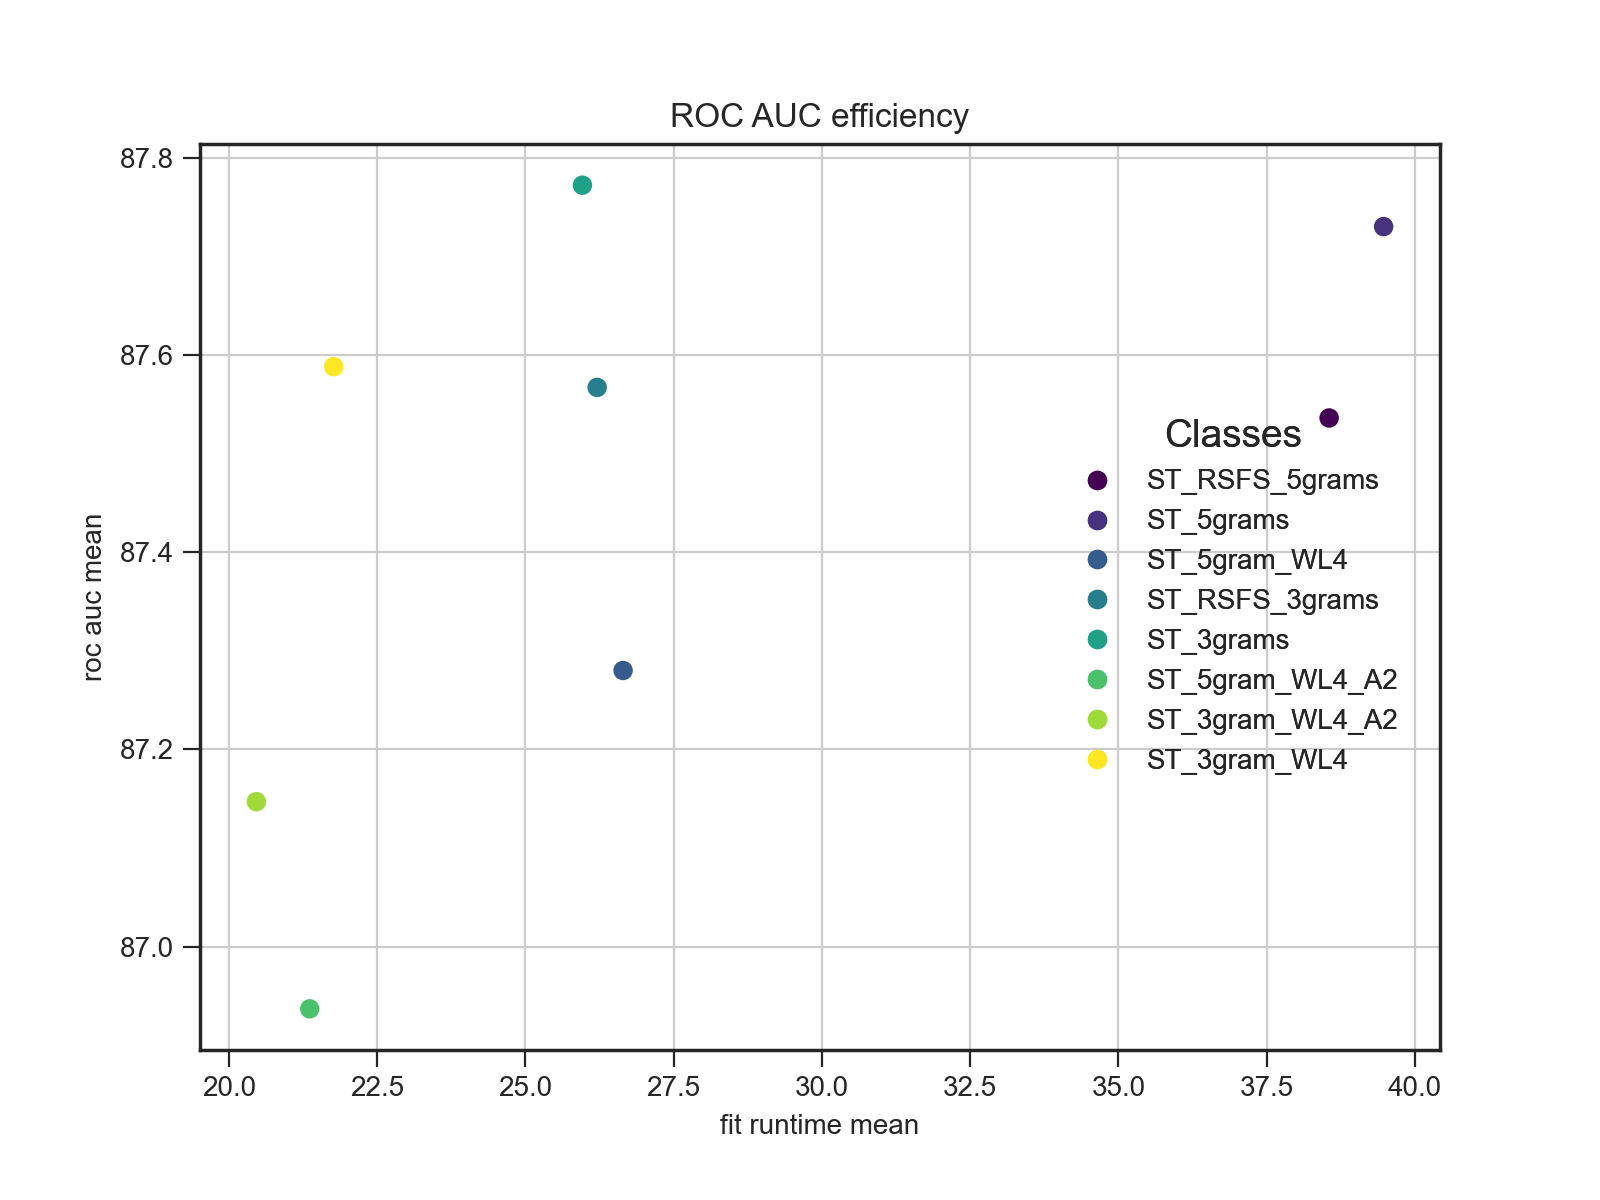 ROC AUC efficiency
87.8
87.6
87.4
87.2
87.0
roc auc mean
Classes
ST_RSFS_5grams
ST_5grams
ST_5gram_WL4
ST_RSFS_3grams
ST_3grams
ST_5gram_WL4_A2
ST_3gram_WL4_A2
ST_3gram_WL4
20.0 22.5 25.0 27.5 30.0 32.5 35.0 37.5 40.0
fit runtime mean